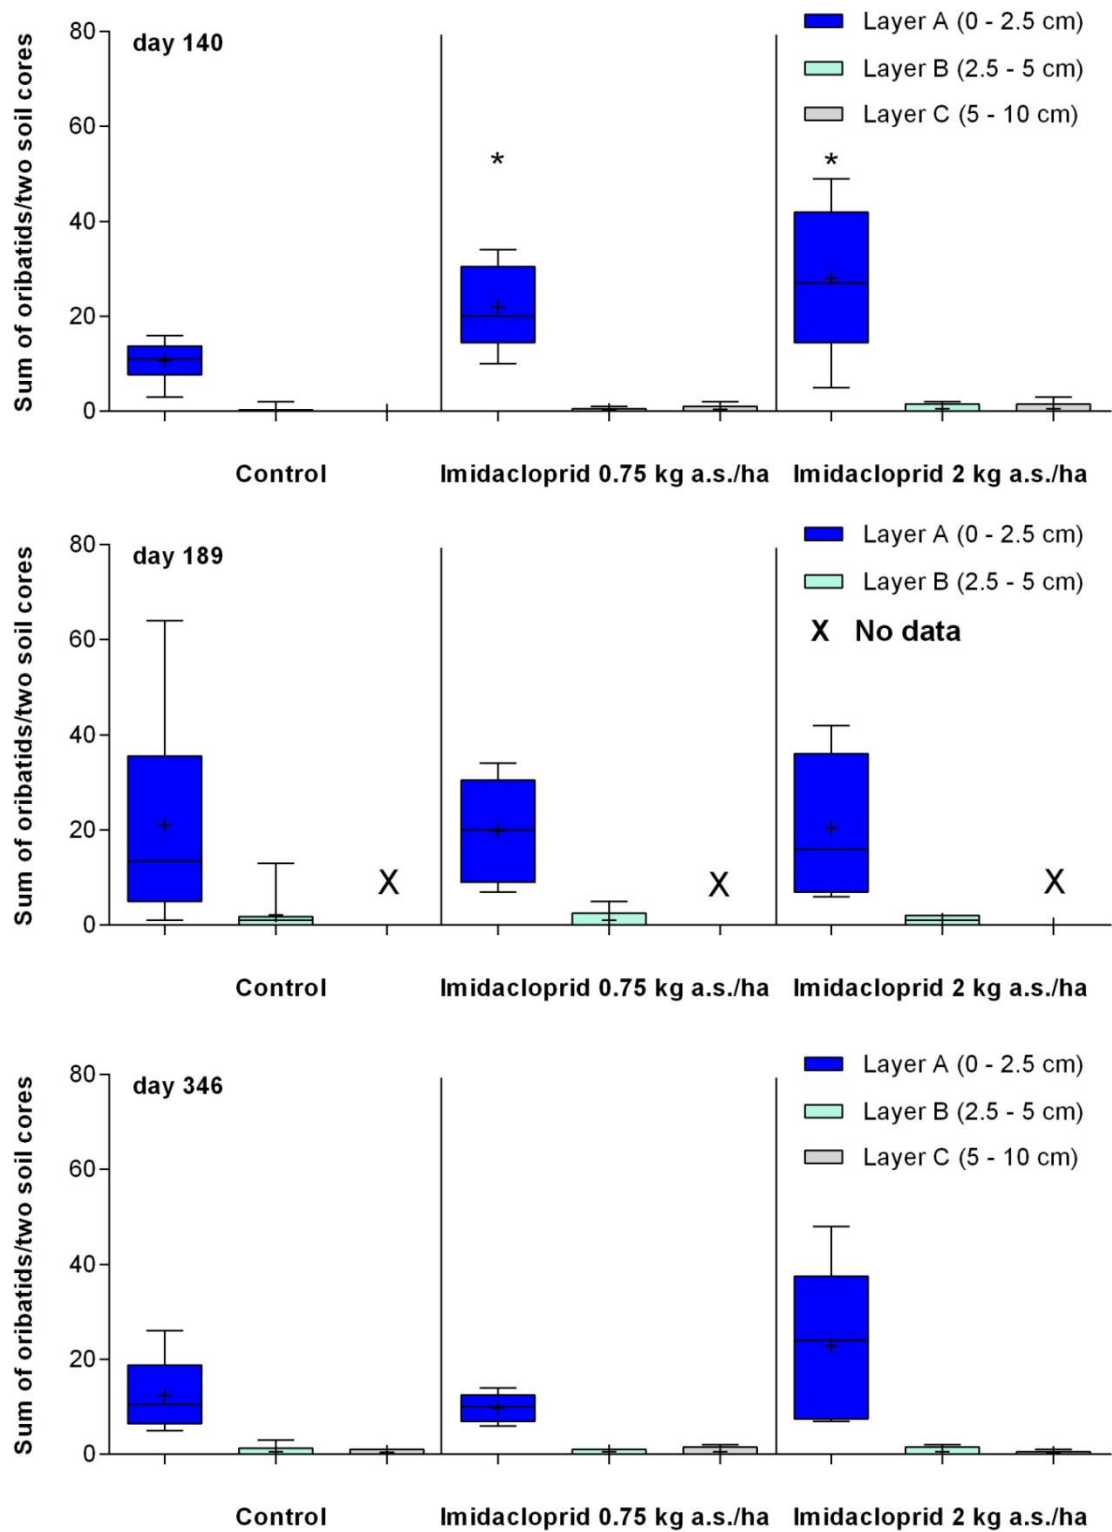 Sum of oribatids/two soil cores
80
60
40
20
0
day 140
*
*
Layer A (0 - 2.5 cm)
Layer B (2.5 - 5 cm)
Layer C (5 - 10 cm)
Control
Imidacloprid 0.75 kg a.s./ha
Imidacloprid 2 kg a.s./ha
Sum of oribatids/two soil cores
80
60
40
20
0
day 189
Layer A (0 - 2.5 cm)
Layer B (2.5 - 5 cm)
X No data
X
X
X
Control
Imidacloprid 0.75 kg a.s./ha
Imidacloprid 2 kg a.s./ha
Sum of oribatids/two soil cores
80
60
40
20
0
day 346
Layer A (0 - 2.5 cm)
Layer B (2.5 - 5 cm)
Layer C (5 - 10 cm)
Control
Imidacloprid 0.75 kg a.s./ha
Imidacloprid 2 kg a.s./ha